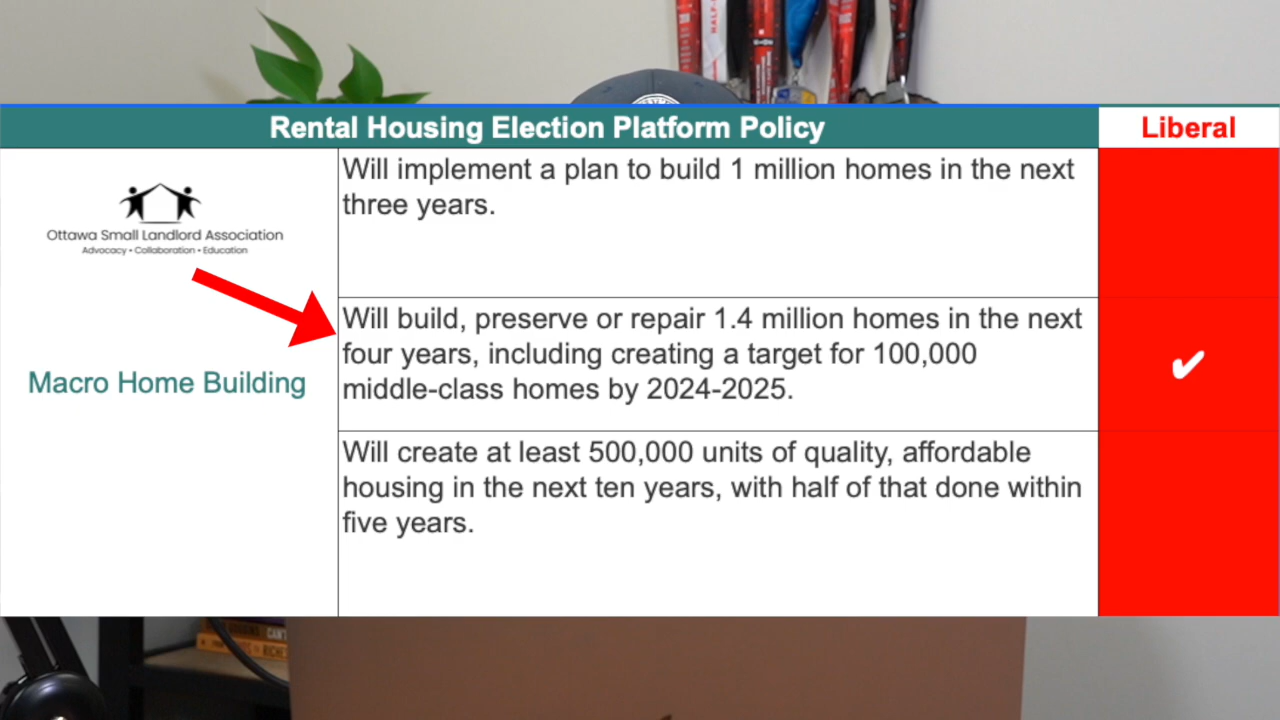 HALF-
Rental Housing Election Platform Policy
Liberal
Ottawa Small Landlord Association
Advocacy • Collaboration • Education
Macro Home Building
Will implement a plan to build 1 million homes in the next
three years.
Will build, preserve or repair 1.4 million homes in the next
four years, including creating a target for 100,000
middle-class homes by 2024-2025.
✔
Will create at least 500,000 units of quality, affordable
housing in the next ten years, with half of that done within
five years.
CAN'T